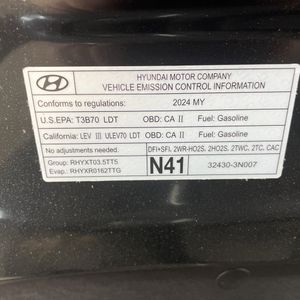 HYUNDAI MOTOR COMPANY
VEHICLE EMISSION CONTROL INFORMATION
Conforms to regulations: 2024 MY
U.S.EPA: T3B70 LDT OBD: CA II Fuel: Gasoline
California: LEV III ULEV70 LDT OBD: CA II Fuel: Gasoline
No adjustments needed. DFI+SFI, 2WR-HO2S, 2HO2S, 2TWC, 2TC, CAC
Group: RHYXT03.5TT5 N41 32430-3N007
Evap.: RHYXR0162TTG